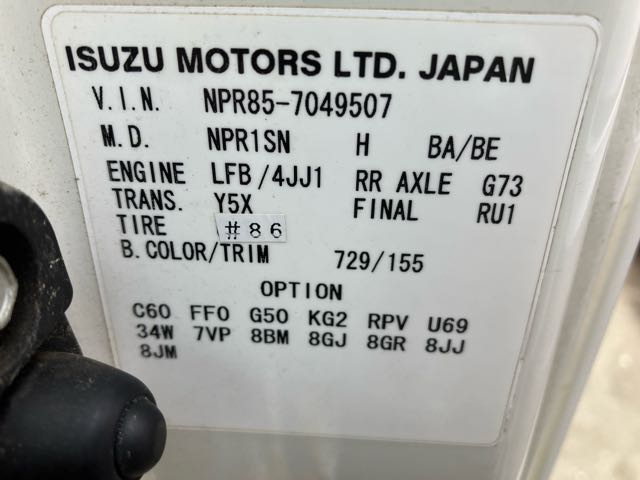 ISUZU MOTORS LTD. JAPAN
V.I.N. NPR85-7049507
M.D. NPR1SN H BA/BE
ENGINE LFB/4JJ1 RR AXLE G73
TRANS. Y5X FINAL RU1
TIRE #86
B.COLOR/TRIM 729/155
OPTION
C60 FF0 G50 KG2 RPV U69
34W 7VP 8BM 8GJ 8GR 8JJ
8JM